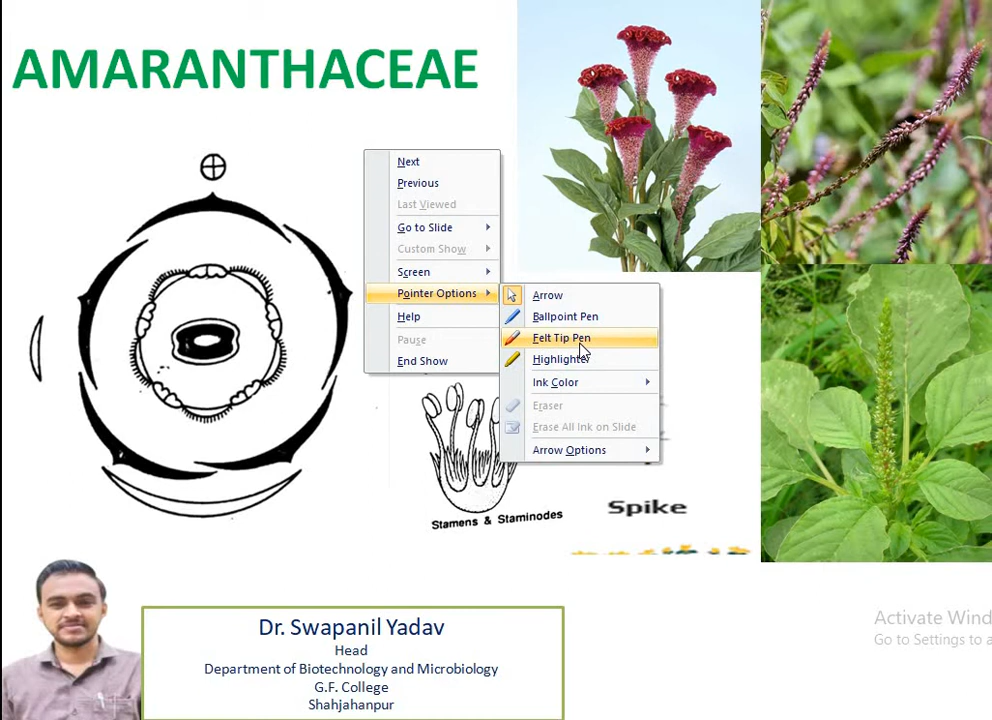 AMARANTHACEAE
Next
Previous
Last Viewed
Go to Slide
Custom Show
Screen
Pointer Options
Help
Pause
End Show
Arrow
Ballpoint Pen
Felt Tip Pen
Highlighter
Ink Color
Eraser
Erase All Ink on Slide
Arrow Options
Stamens & Staminodes
Spike
Dr. Swapanil Yadav
Head
Department of Biotechnology and Microbiology
G.F. College
Shahjahanpur
Activate Wind
Go to Settings to a